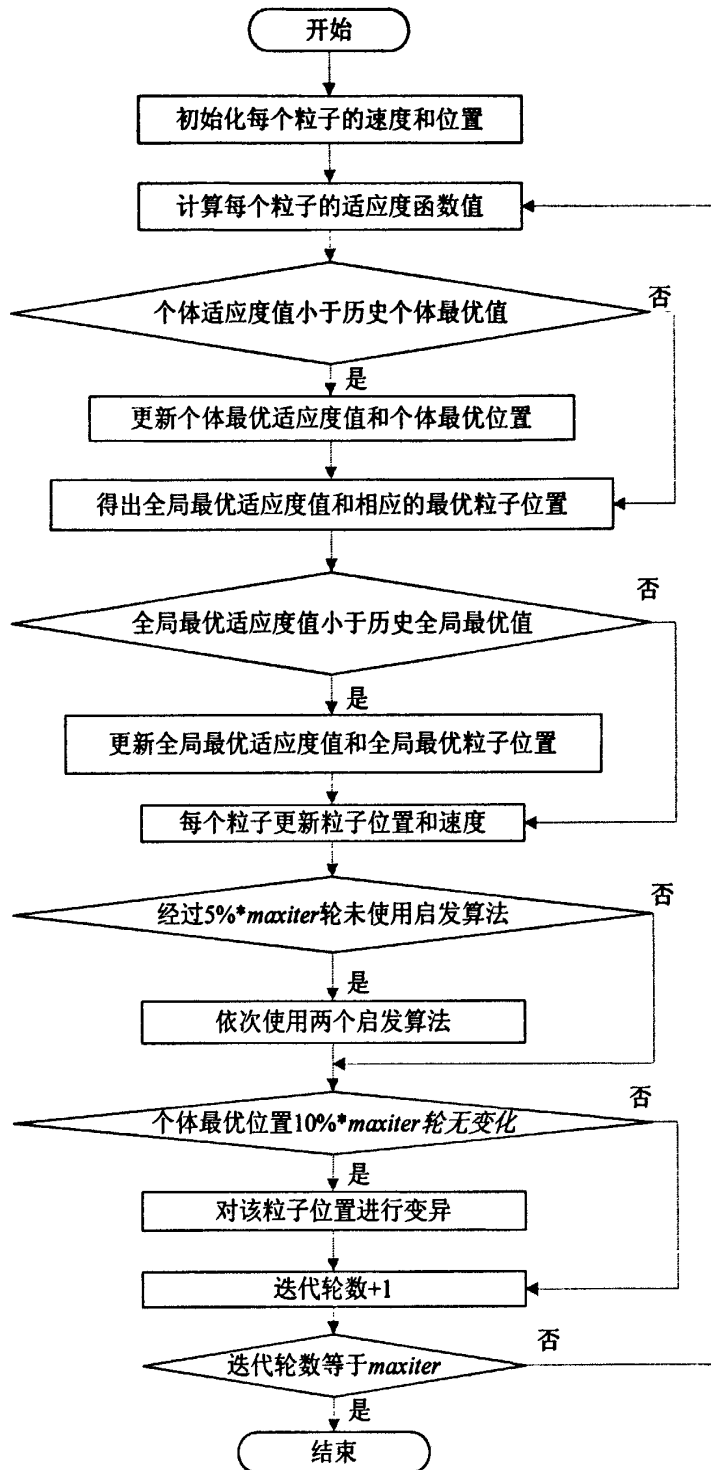 开始
初始化每个粒子的速度和位置
计算每个粒子的适应度函数值
个体适应度值小于历史个体最优值
否
是
更新个体最优适应度值和个体最优位置
得出全局最优适应度值和相应的最优粒子位置
全局最优适应度值小于历史全局最优值
否
是
更新全局最优适应度值和全局最优粒子位置
每个粒子更新粒子位置和速度
经过5%*maxiter轮未使用启发算法
否
是
依次使用两个启发算法
个体最优位置10%*maxiter轮无变化
否
是
对该粒子位置进行变异
迭代轮数+1
迭代轮数等于maxiter
否
是
结束